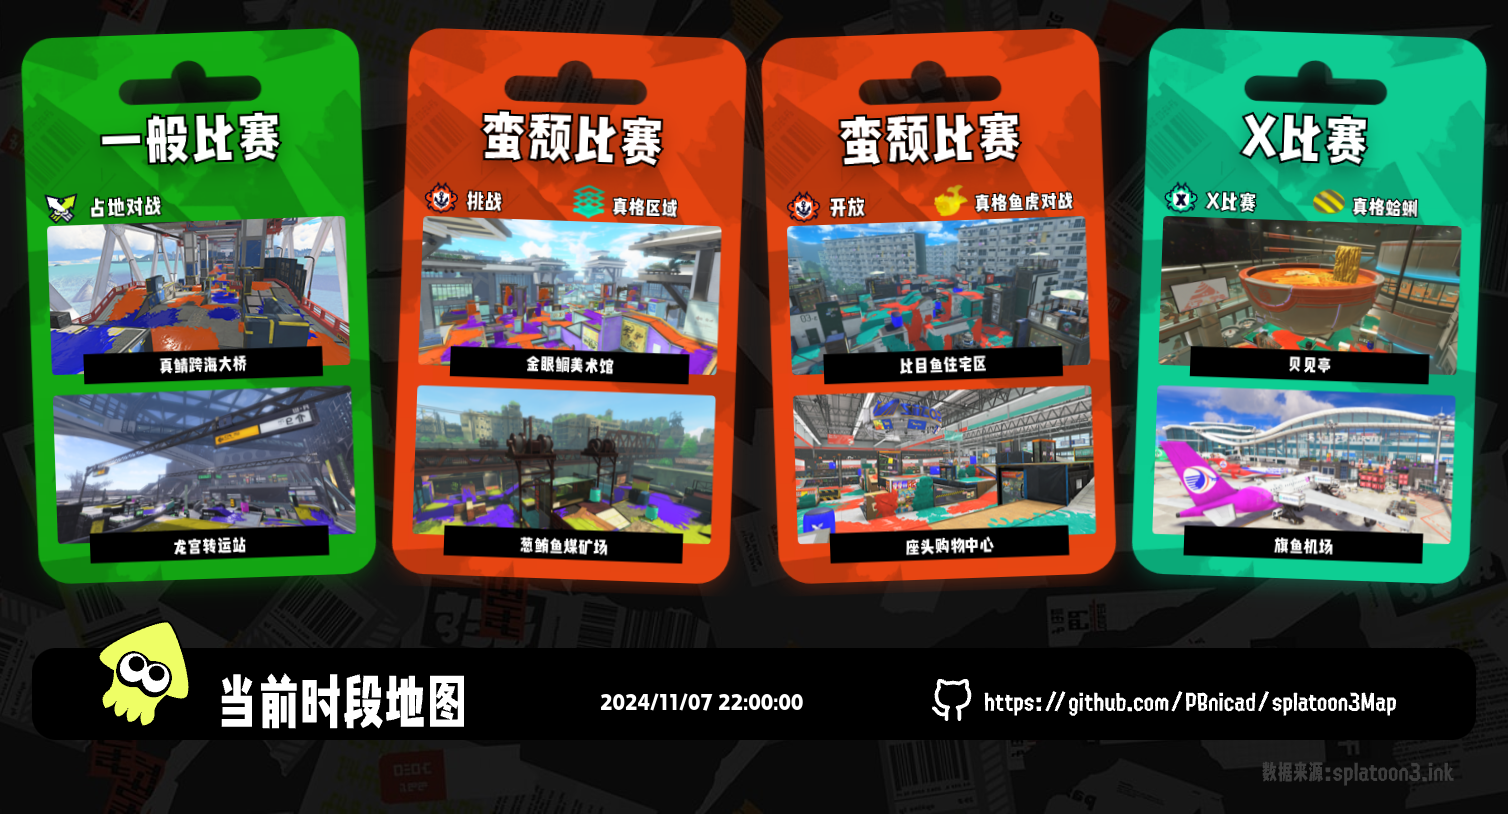 一般比赛
占地对战
真鲭跨海大桥
龙宫转运站
蛮颓比赛
挑战
真格区域
金眼鲷美术馆
葱鲔鱼煤矿场
蛮颓比赛
开放
真格鱼虎对战
比目鱼住宅区
座头购物中心
X比赛
X比赛
真格蛤蜊
贝见亭
旗鱼机场
当前时段地图
2024/11/07 22:00:00
https://github.com/PBnicad/splatoon3Map
数据来源:splatoon3.ink